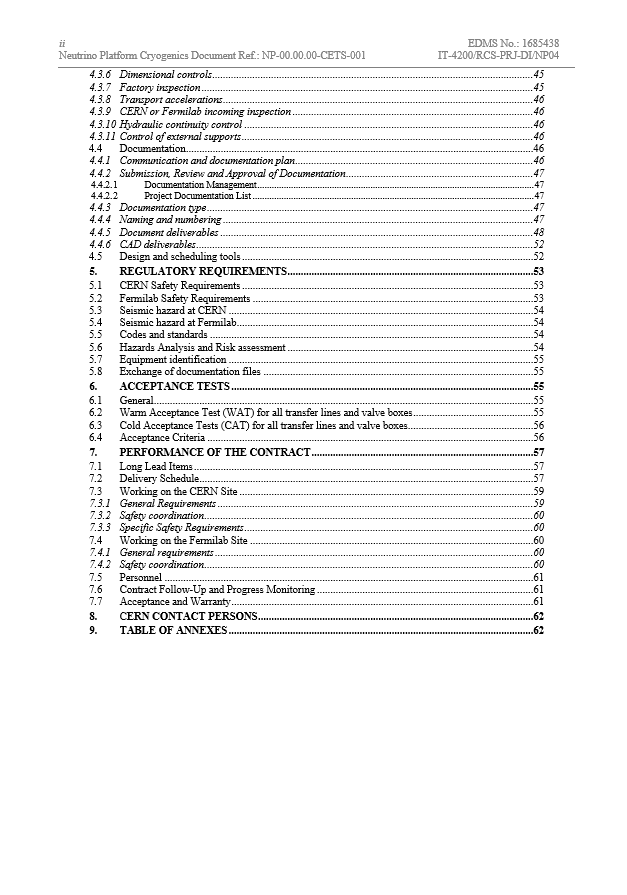 ii EDMS No.: 1685438
Neutrino Platform Cryogenics Document Ref.: NP-00.00.00-CETS-001 IT-4200/RCS-PRJ-DI/NP04
4.3.6 Dimensional controls...45
4.3.7 Factory inspection...45
4.3.8 Transport accelerations...46
4.3.9 CERN or Fermilab incoming inspection...46
4.3.10 Hydraulic continuity control...46
4.3.11 Control of external supports...46
4.4 Documentation...46
4.4.1 Communication and documentation plan...46
4.4.2 Submission, Review and Approval of Documentation...47
4.4.2.1 Documentation Management...47
4.4.2.2 Project Documentation List...47
4.4.3 Documentation type...47
4.4.4 Naming and numbering...47
4.4.5 Document deliverables...48
4.4.6 CAD deliverables...52
4.5 Design and scheduling tools...52
5. REGULATORY REQUIREMENTS...53
5.1 CERN Safety Requirements...53
5.2 Fermilab Safety Requirements...53
5.3 Seismic hazard at CERN...54
5.4 Seismic hazard at Fermilab...54
5.5 Codes and standards...54
5.6 Hazards Analysis and Risk assessment...54
5.7 Equipment identification...55
5.8 Exchange of documentation files...55
6. ACCEPTANCE TESTS...55
6.1 General...55
6.2 Warm Acceptance Test (WAT) for all transfer lines and valve boxes...55
6.3 Cold Acceptance Tests (CAT) for all transfer lines and valve boxes...56
6.4 Acceptance Criteria...56
7. PERFORMANCE OF THE CONTRACT...57
7.1 Long Lead Items...57
7.2 Delivery Schedule...57
7.3 Working on the CERN Site...59
7.3.1 General Requirements...59
7.3.2 Safety coordination...60
7.3.3 Specific Safety Requirements...60
7.4 Working on the Fermilab Site...60
7.4.1 General requirements...60
7.4.2 Safety coordination...60
7.5 Personnel...61
7.6 Contract Follow-Up and Progress Monitoring...61
7.7 Acceptance and Warranty...61
8. CERN CONTACT PERSONS...62
9. TABLE OF ANNEXES...62